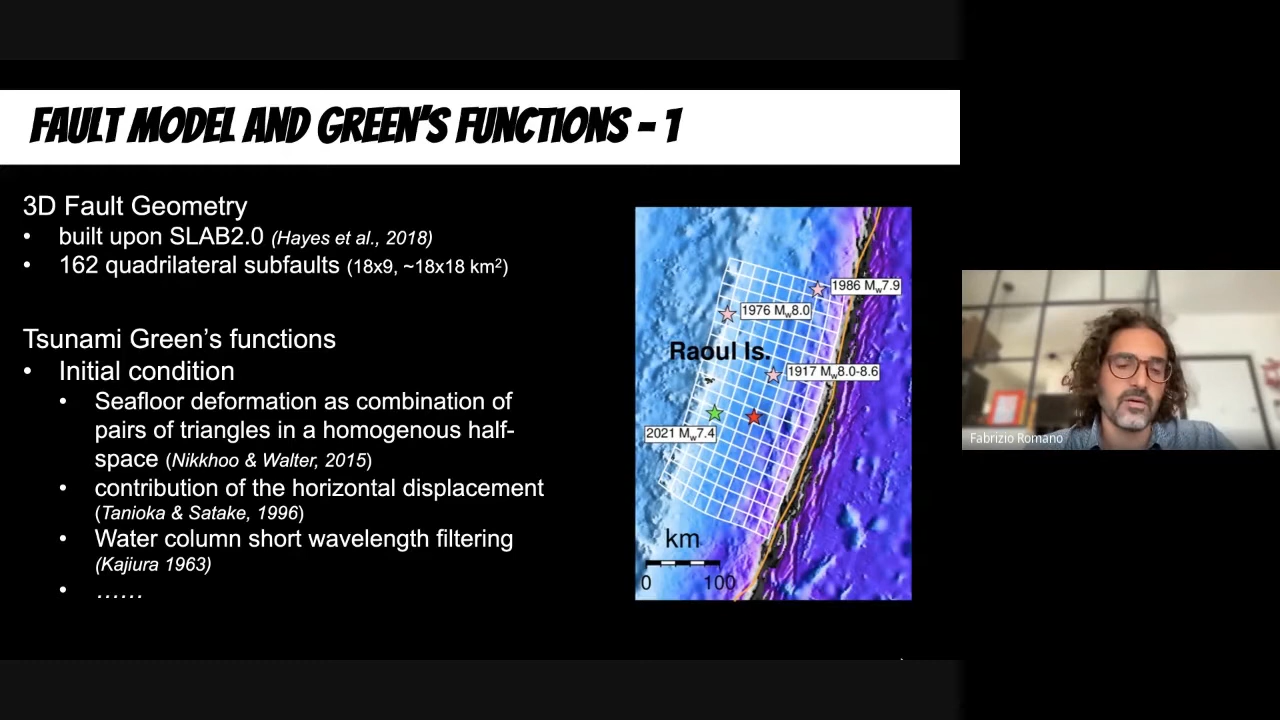 FAULT MODEL AND GREEN'S FUNCTIONS - 1
3D Fault Geometry
• built upon SLAB2.0 (Hayes et al., 2018)
• 162 quadrilateral subfaults (18x9, ~18x18 km²)
Tsunami Green's functions
• Initial condition
• Seafloor deformation as combination of
pairs of triangles in a homogenous half-
space (Nikkhoo & Walter, 2015)
• contribution of the horizontal displacement
(Tanioka & Satake, 1996)
• Water column short wavelength filtering
(Kajiura 1963)
• ……
1986 Mw7.9
1976 Mw8.0
Raoul Is.
1917 Mw8.0-8.6
2021 Mw7.4
km
0 100
Fabrizio Romano